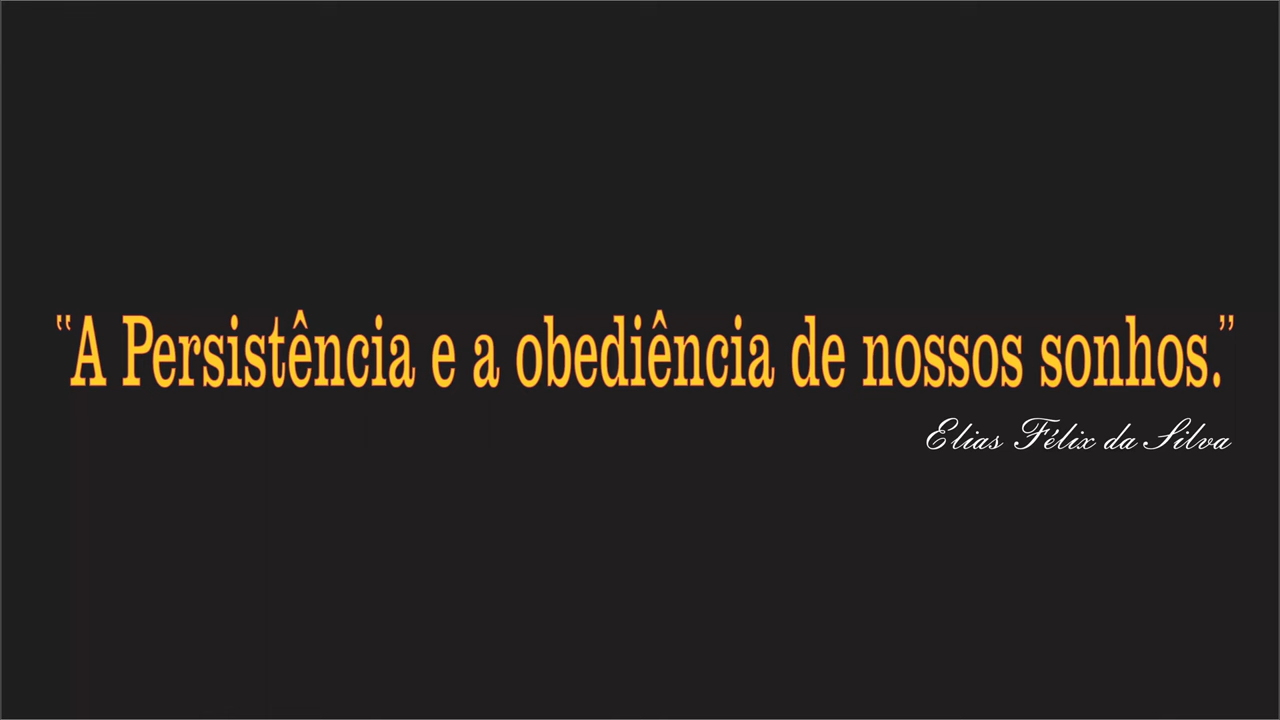 “A Persistência e a obediência de nossos sonhos.”
Elias Félix da Silva